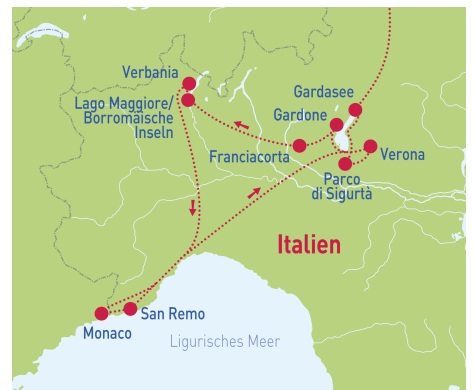 Verbania
Gardasee
Lago Maggiore/
Borromäische
Inseln
Gardone
Franciacorta
Verona
Parco
di Sigurtà
Italien
San Remo
Monaco
Ligurisches Meer